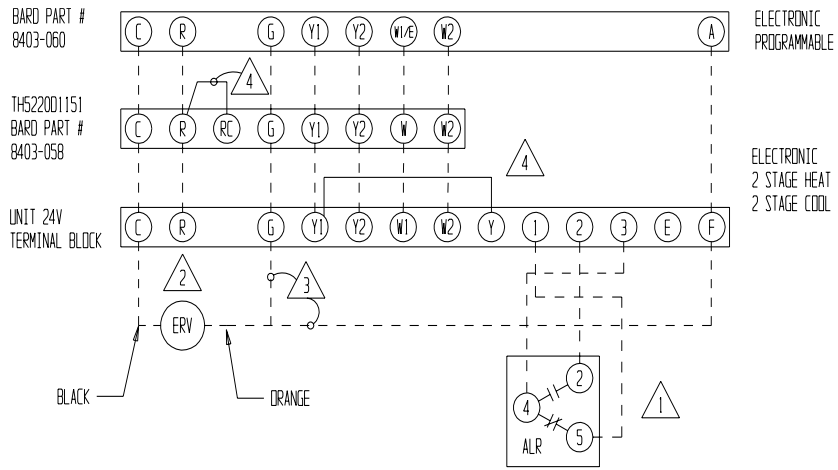 BARD PART #
8403-060
C R G Y1 Y2 W1/E W2 A
ELECTRONIC
PROGRAMMABLE
4
TH5220D1151
BARD PART #
8403-058
C R RC G Y1 Y2 W W2
ELECTRONIC
2 STAGE HEAT
2 STAGE COOL
4
UNIT 24V
TERMINAL BLOCK
C R G Y1 Y2 W1 W2 Y 1 2 3 E F
2
3
ERV
BLACK
ORANGE
2
4
5
ALR
1